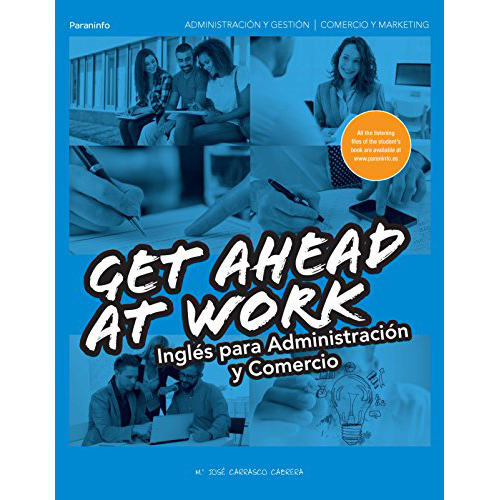 Paraninfo
ADMINISTRACIÓN Y GESTIÓN | COMERCIO Y MARKETING
All the listening
files of the student's
book are available at
www.paraninfo.es
GET AHEAD
AT WORK
Inglés para Administración
y Comercio
M.ª JOSÉ CARRASCO CABRERA